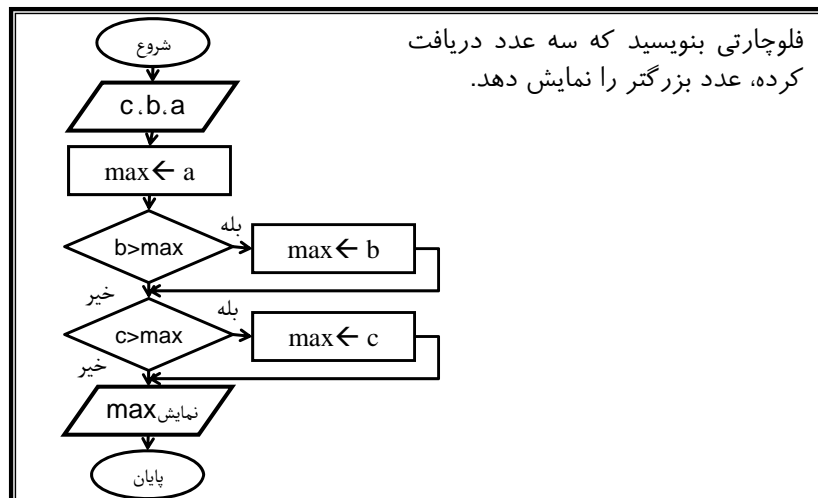 فلوچارتی بنویسید که سه عدد دریافت
کرده، عدد بزرگتر را نمایش دهد.
شروع
c،b،a
max← a
b>max
بله
max← b
خیر
c>max
بله
max← c
خیر
نمایش max
پایان